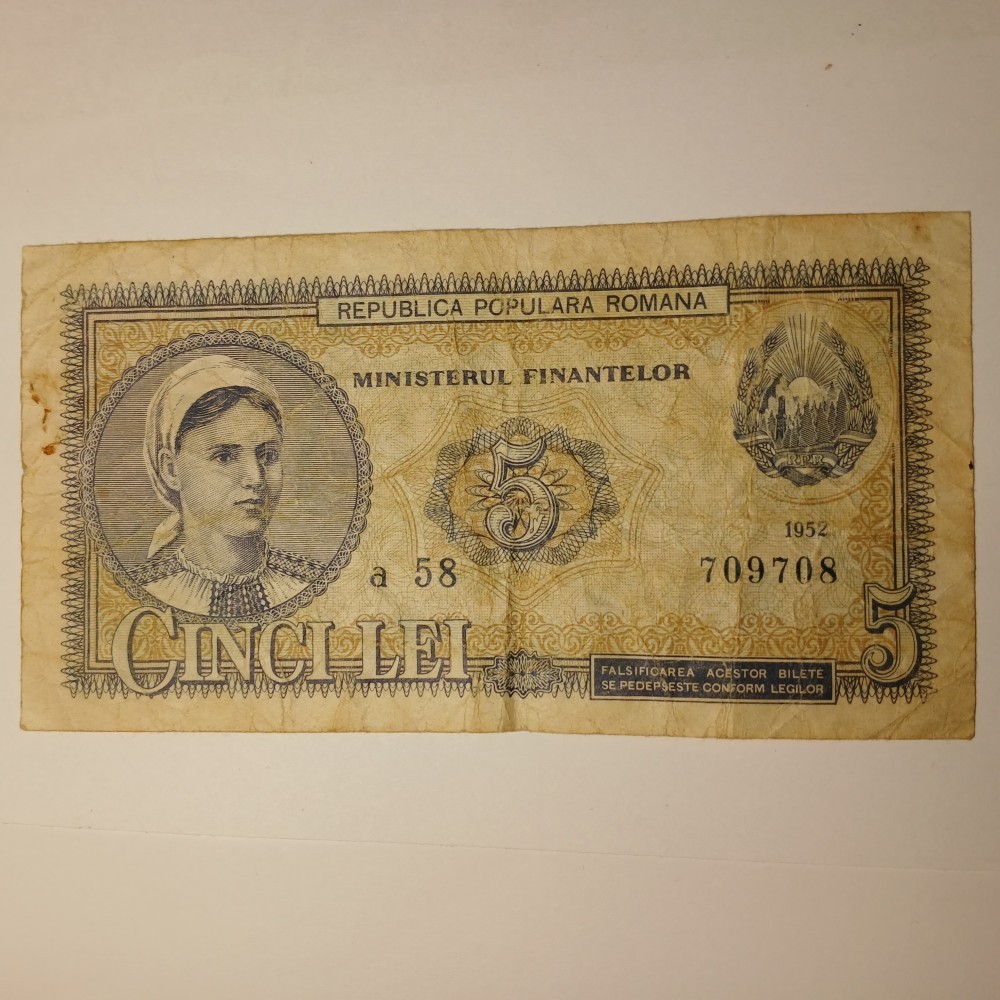 REPUBLICA POPULARA ROMANA
MINISTERUL FINANTELOR
5
R.P.R.
1952
a 58
709708
CINCI LEI
FALSIFICAREA ACESTOR BILETE
SE PEDEPSESTE CONFORM LEGILOR
5